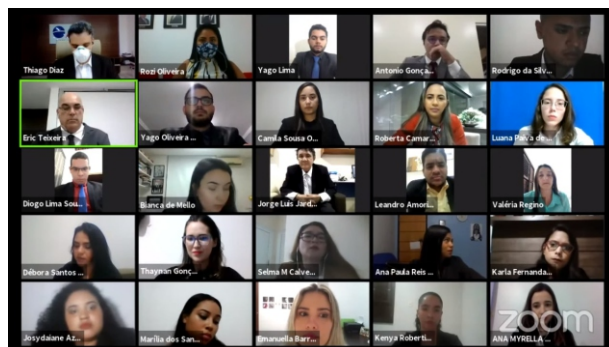 Thiago Diaz
Rozi Oliveira
Yago Lima
Antonio Gonça...
Rodrigo da Silv...
Eric Teixeira
Yago Oliveira ...
Camila Sousa O...
Roberta Camar...
Luana Paiva de ...
Diogo Lima Sou...
Bianca de Mello
Jorge Luis Jard,...
Leandro Amori...
Valéria Regino
Débora Santos ...
Thaynan Gonç...
Selma M Calve...
Ana Paula Reis ...
Karla Fernanda...
Josydaiane Az...
Marília dos San...
Emanuella Barr...
Kenya Roberti...
ANA MYRELLA ...
zoom